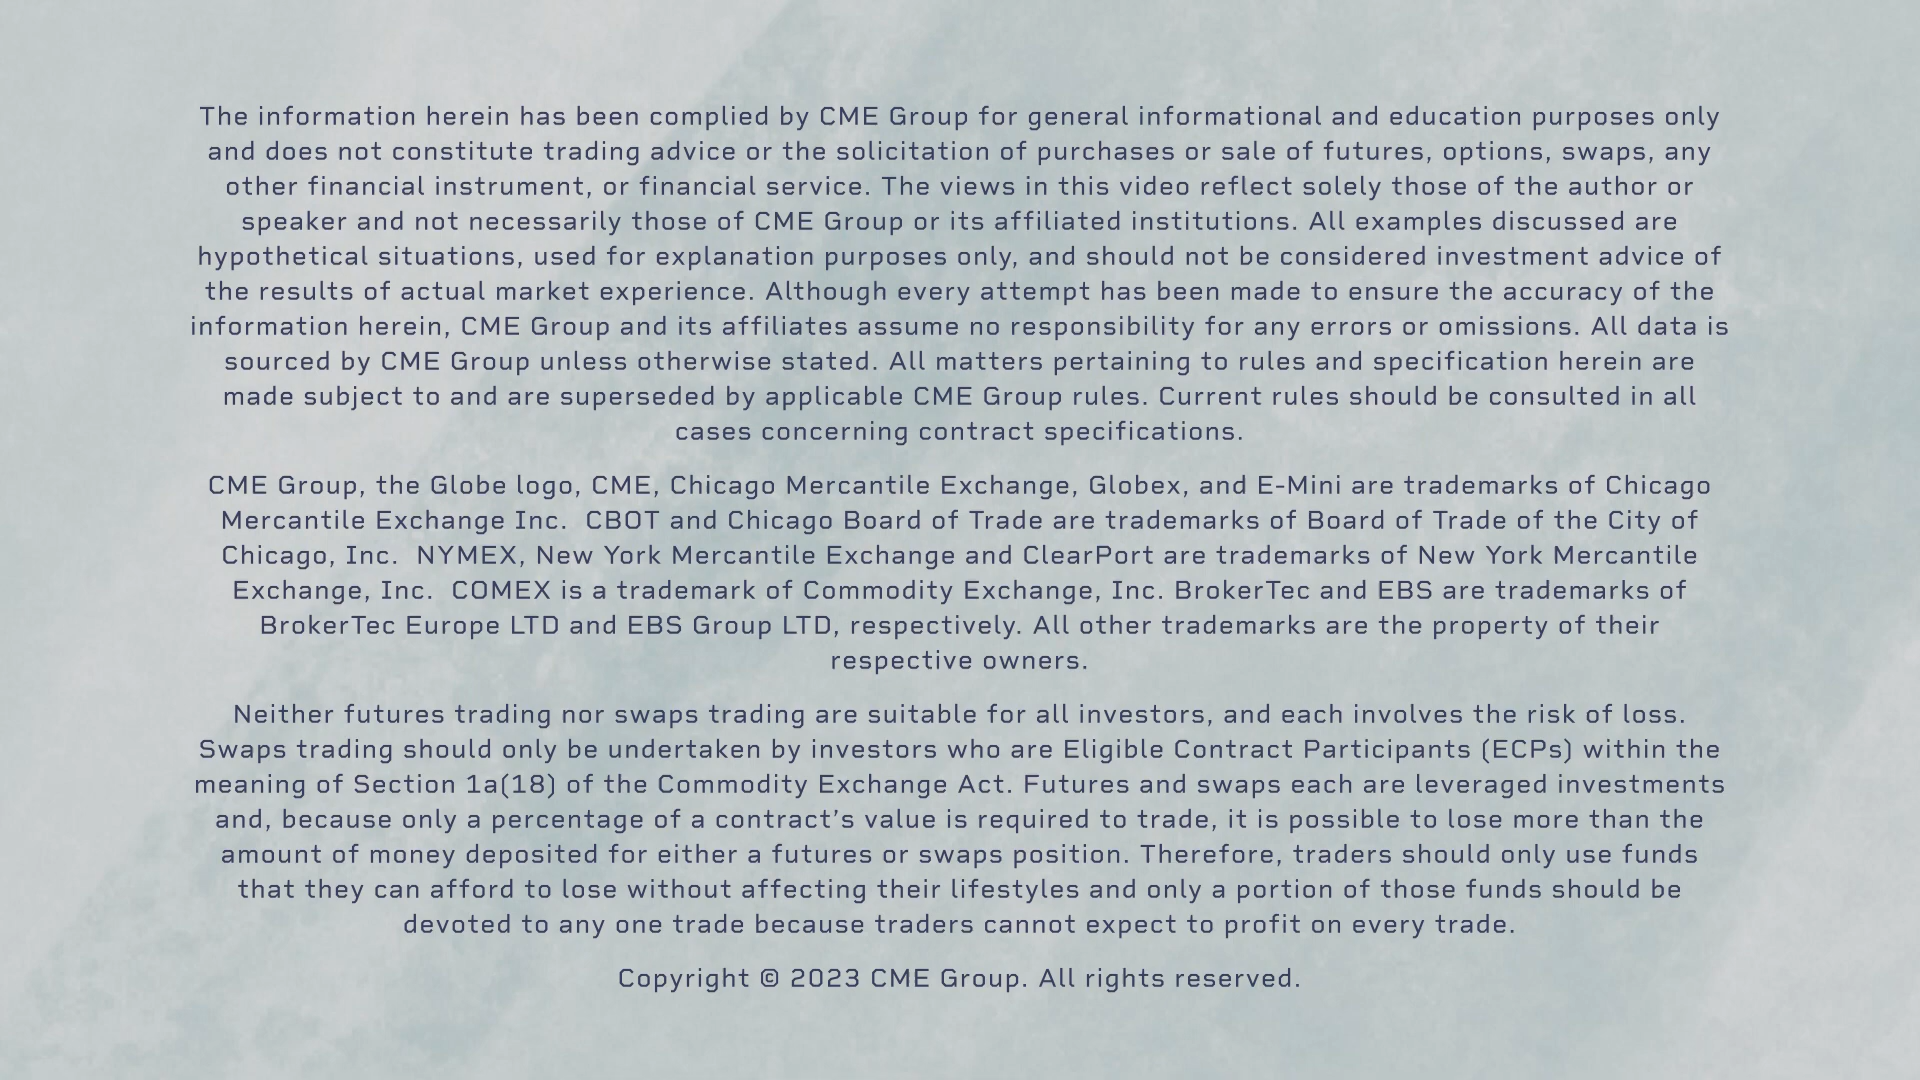 The information herein has been complied by CME Group for general informational and education purposes only
and does not constitute trading advice or the solicitation of purchases or sale of futures, options, swaps, any
other financial instrument, or financial service. The views in this video reflect solely those of the author or
speaker and not necessarily those of CME Group or its affiliated institutions. All examples discussed are
hypothetical situations, used for explanation purposes only, and should not be considered investment advice of
the results of actual market experience. Although every attempt has been made to ensure the accuracy of the
information herein, CME Group and its affiliates assume no responsibility for any errors or omissions. All data is
sourced by CME Group unless otherwise stated. All matters pertaining to rules and specification herein are
made subject to and are superseded by applicable CME Group rules. Current rules should be consulted in all
cases concerning contract specifications.
CME Group, the Globe logo, CME, Chicago Mercantile Exchange, Globex, and E-Mini are trademarks of Chicago
Mercantile Exchange Inc.  CBOT and Chicago Board of Trade are trademarks of Board of Trade of the City of
Chicago, Inc.  NYMEX, New York Mercantile Exchange and ClearPort are trademarks of New York Mercantile
Exchange, Inc.  COMEX is a trademark of Commodity Exchange, Inc. BrokerTec and EBS are trademarks of
BrokerTec Europe LTD and EBS Group LTD, respectively. All other trademarks are the property of their
respective owners.
Neither futures trading nor swaps trading are suitable for all investors, and each involves the risk of loss.
Swaps trading should only be undertaken by investors who are Eligible Contract Participants (ECPs) within the
meaning of Section 1a(18) of the Commodity Exchange Act. Futures and swaps each are leveraged investments
and, because only a percentage of a contract’s value is required to trade, it is possible to lose more than the
amount of money deposited for either a futures or swaps position. Therefore, traders should only use funds
that they can afford to lose without affecting their lifestyles and only a portion of those funds should be
devoted to any one trade because traders cannot expect to profit on every trade.
Copyright © 2023 CME Group. All rights reserved.